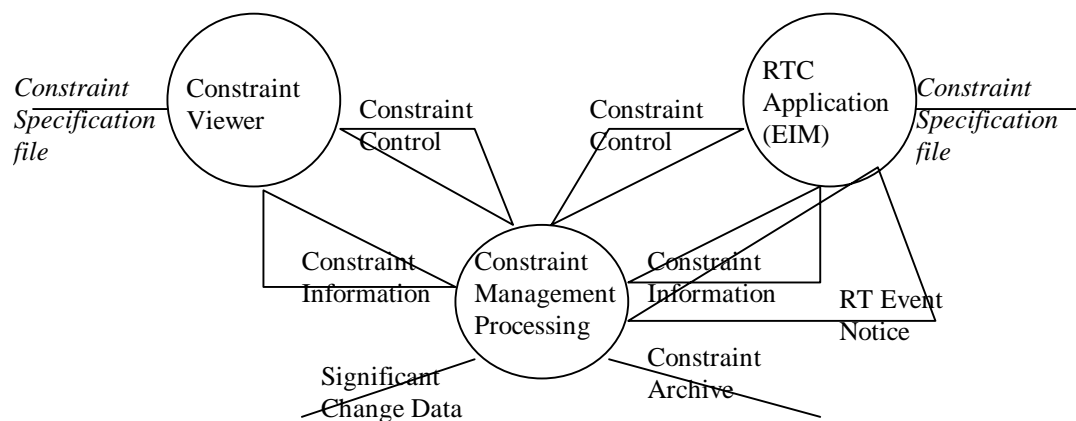 Constraint
Specification
file
Constraint
Viewer
Constraint
Control
Constraint
Control
RTC
Application
(EIM)
Constraint
Specification
file
Constraint
Information
Constraint
Management
Processing
Constraint
Information
RT Event
Notice
Significant
Change Data
Constraint
Archive